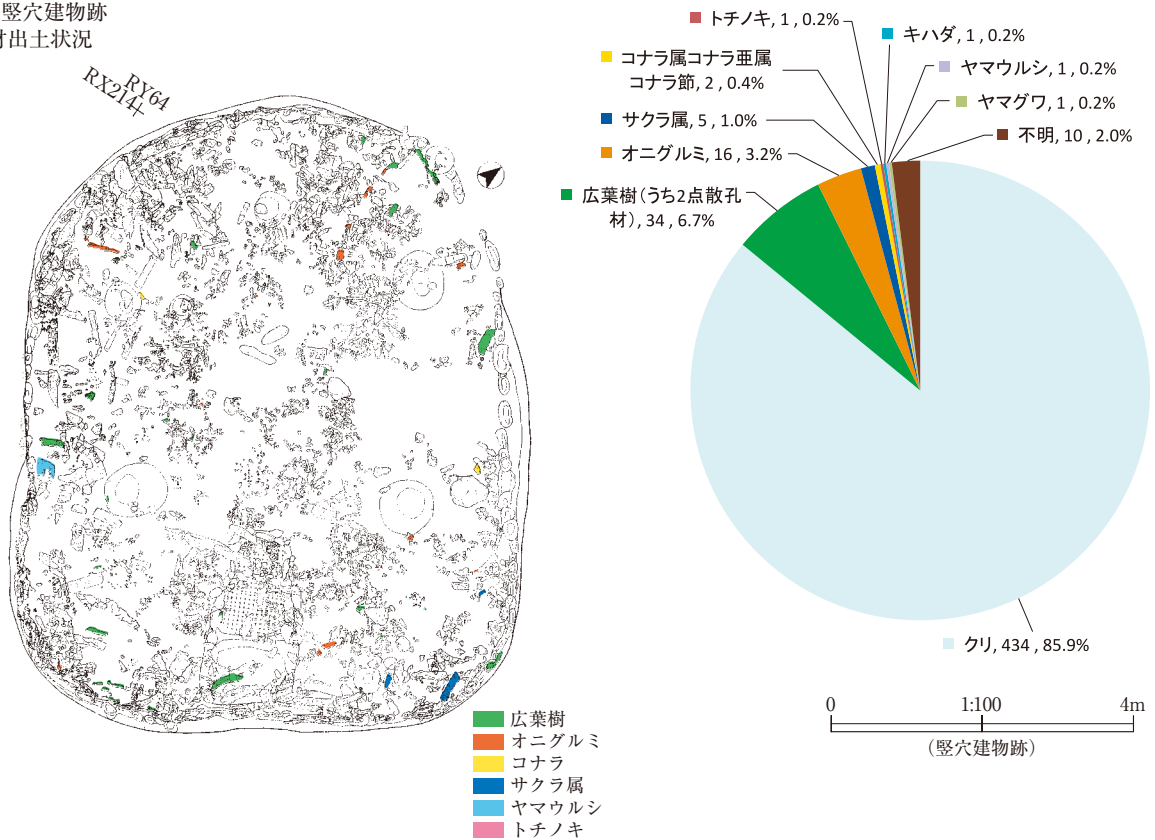 竪穴建物跡
材出土状況
RY64
RX214
トチノキ, 1 , 0.2%
キハダ, 1 , 0.2%
コナラ属コナラ亜属
コナラ節, 2 , 0.4%
ヤマウルシ, 1 , 0.2%
ヤマグワ, 1 , 0.2%
サクラ属, 5 , 1.0%
不明, 10 , 2.0%
オニグルミ, 16 , 3.2%
広葉樹（うち2点散孔
材）, 34 , 6.7%
クリ, 434 , 85.9%
0 1:100 4m
（竪穴建物跡）
広葉樹
オニグルミ
コナラ
サクラ属
ヤマウルシ
トチノキ